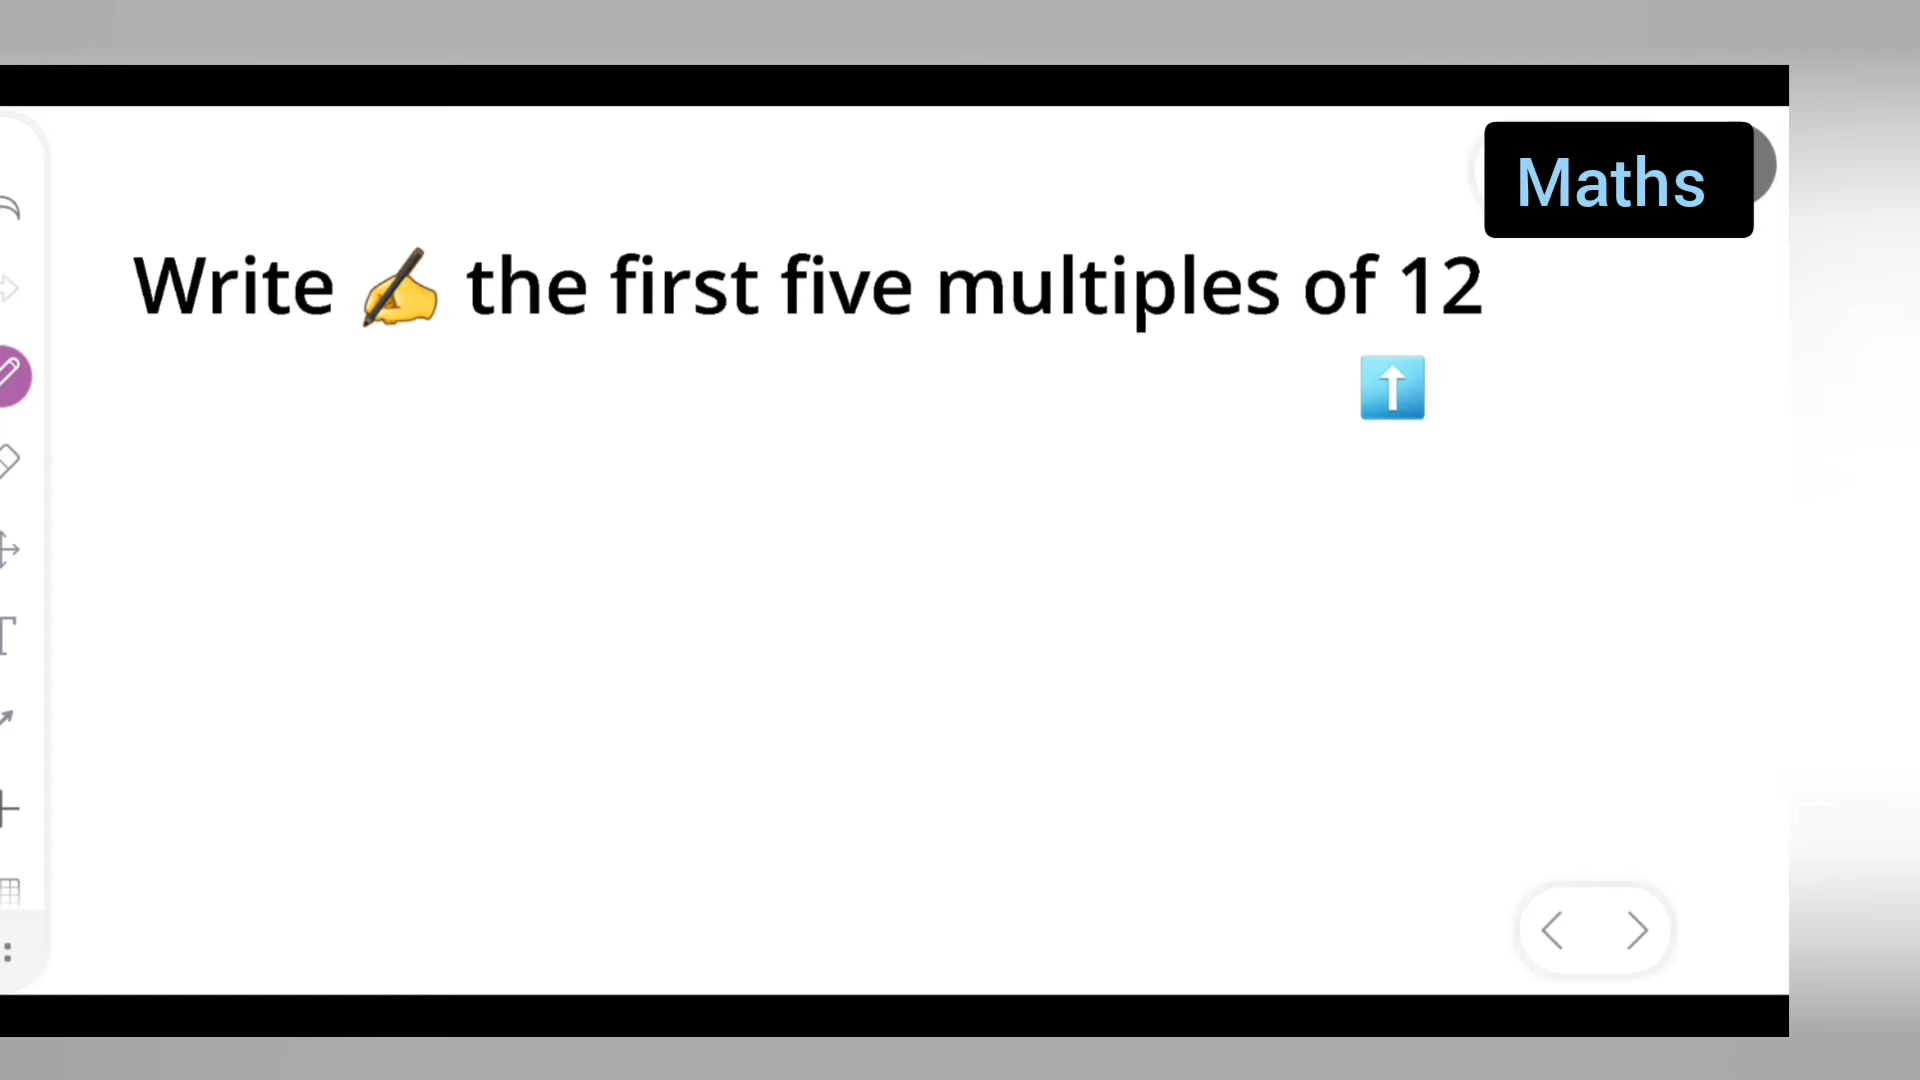 Maths
Write ✍ the first five multiples of 12